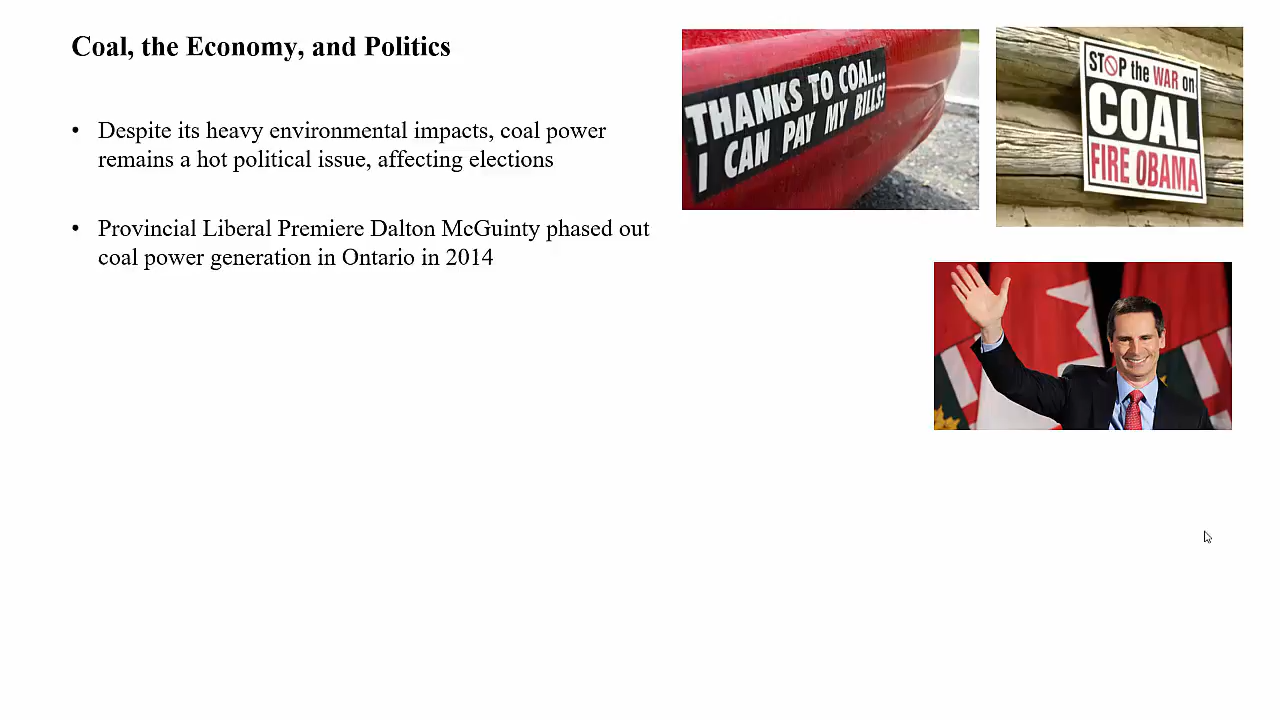 Coal, the Economy, and Politics
• Despite its heavy environmental impacts, coal power
remains a hot political issue, affecting elections
• Provincial Liberal Premiere Dalton McGuinty phased out
coal power generation in Ontario in 2014
THANKS TO COAL...
I CAN PAY MY BILLS!
STOP the WAR on
COAL
FIRE OBAMA